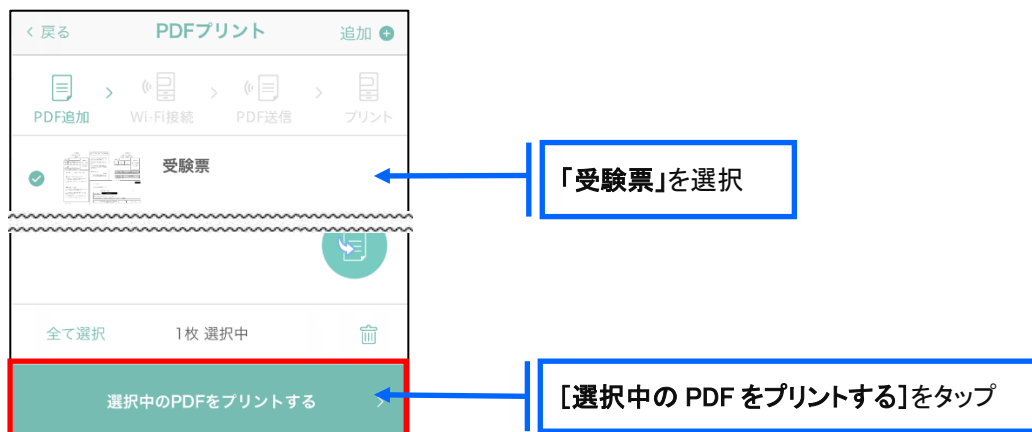 < 戻る PDFプリント 追加
PDF追加 Wi-Fi接続 PDF送信 プリント
受験票
「受験票」を選択
全て選択 1枚 選択中
選択中のPDFをプリントする >
[選択中の PDF をプリントする]をタップ